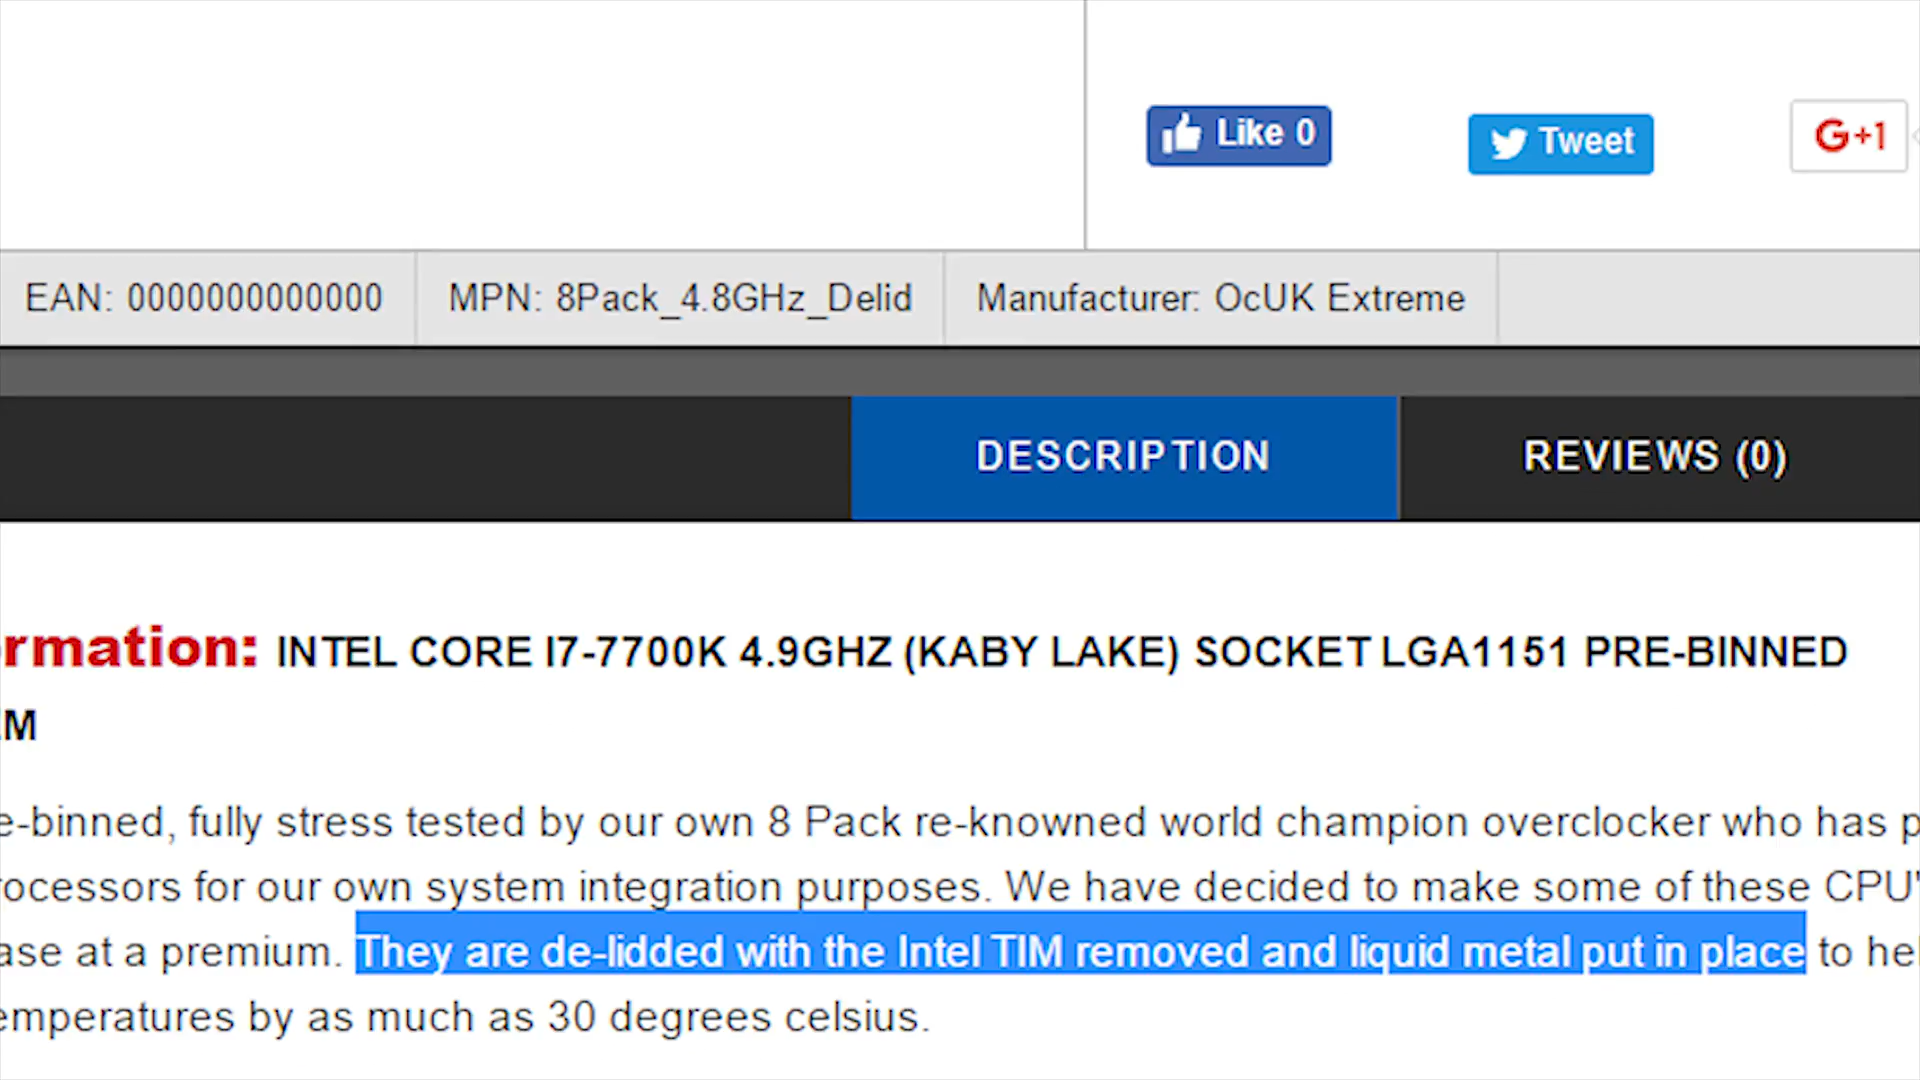 Like 0
Tweet
G+1
EAN: 0000000000000
MPN: 8Pack_4.8GHz_Delid
Manufacturer: OcUK Extreme
DESCRIPTION
REVIEWS (0)
rmation: INTEL CORE I7-7700K 4.9GHZ (KABY LAKE) SOCKET LGA1151 PRE-BINNED
M
e-binned, fully stress tested by our own 8 Pack re-knowned world champion overclocker who has p
rocessors for our own system integration purposes. We have decided to make some of these CPU'
ase at a premium. They are de-lidded with the Intel TIM removed and liquid metal put in place to hel
emperatures by as much as 30 degrees celsius.